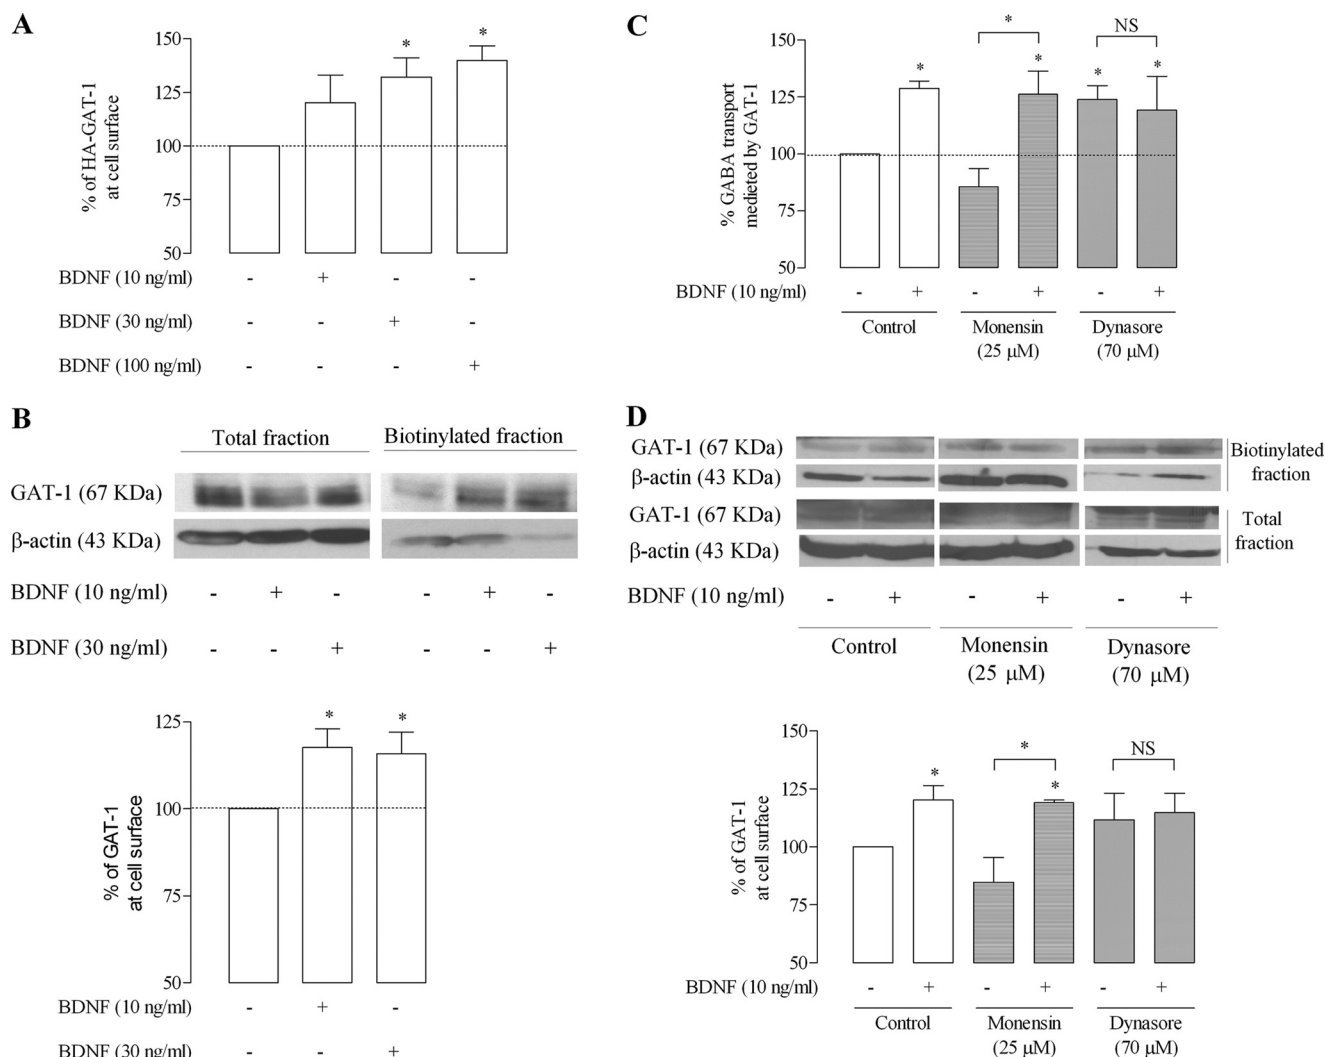 A
% of HA-GAT-1
at cell surface
150
125
100
75
50
* *
BDNF (10 ng/ml) - + - -
BDNF (30 ng/ml) - - + -
BDNF (100 ng/ml) - - - +
B
Total fraction Biotinylated fraction
GAT-1 (67 KDa)
β-actin (43 KDa)
BDNF (10 ng/ml) - + - - + -
BDNF (30 ng/ml) - - + - - +
% of GAT-1
at cell surface
125
100
75
50
* *
BDNF (10 ng/ml) - + -
BDNF (30 ng/ml) - - +
C
% GABA transport
medieted by GAT-1
150
125
100
75
50
* NS
* * * *
BDNF (10 ng/ml) - + - + - +
Control Monensin Dynasore
(25 μM) (70 μM)
D
GAT-1 (67 KDa)
β-actin (43 KDa)
Biotinylated
fraction
GAT-1 (67 KDa)
β-actin (43 KDa)
Total
fraction
BDNF (10 ng/ml) - + - + - +
Control Monensin Dynasore
(25 μM) (70 μM)
% of GAT-1
at cell surface
150
125
100
75
50
* NS
* *
BDNF (10 ng/ml) - + - + - +
Control Monensin Dynasore
(25 μM) (70 μM)